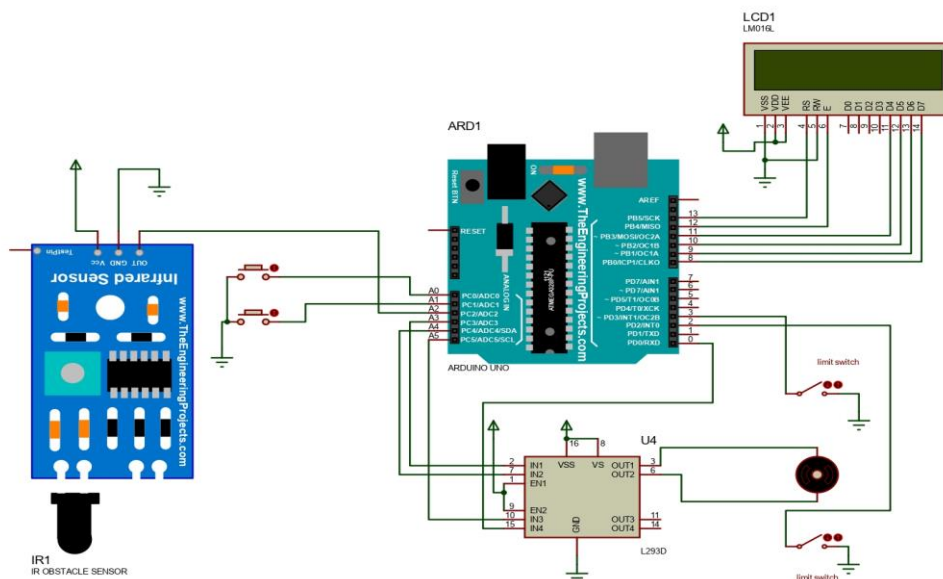 LCD1
LM016L
VSS
VDD
VEE
RS
RW
E
D0
D1
D2
D3
D4
D5
D6
D7
1
2
3
4
5
6
7
8
9
10
11
12
13
14
ARD1
Reset BTN
ON
www.TheEngineeringProjects.com
RESET
ANALOG IN
AREF
PB5/SCK
PB4/MISO
~ PB3/MOSI/OC2A
~ PB2/OC1B
~ PB1/OC1A
PB0/ICP1/CLKO
13
12
11
10
9
8
PD7/AIN1
~ PD7/AIN1
~ PD5/T1/OC0B
PD4/T0/XCK
~ PD3/INT1/OC2B
PD2/INT0
PD1/TXD
PD0/RXD
7
6
5
4
3
2
1
0
A0
A1
A2
A3
A4
A5
PC0/ADC0
PC1/ADC1
PC2/ADC2
PC3/ADC3
PC4/ADC4/SDA
PC5/ADC5/SCL
ARDUINO UNO
TestPin
Vcc
GND
OUT
Infrared Sensor
www.TheEngineeringProjects.com
IR1
IR OBSTACLE SENSOR
limit switch
U4
2
7
1
9
10
15
IN1
IN2
EN1
EN2
IN3
IN4
16
8
VSS
VS
GND
OUT1
OUT2
OUT3
OUT4
3
6
11
14
L293D
limit switch